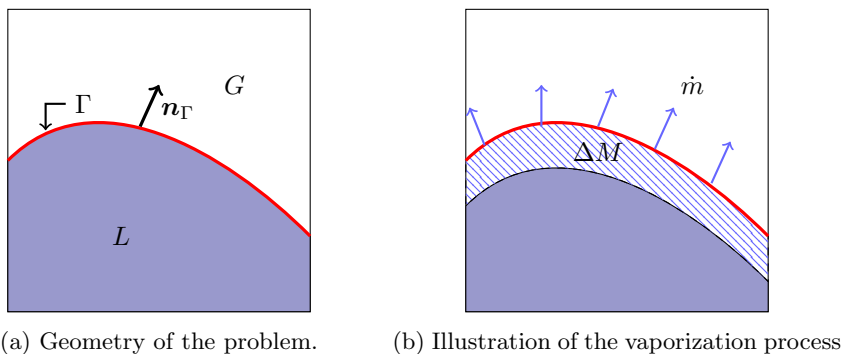 G
Γ
n_Γ
L
ṁ
ΔM
(a) Geometry of the problem.
(b) Illustration of the vaporization process